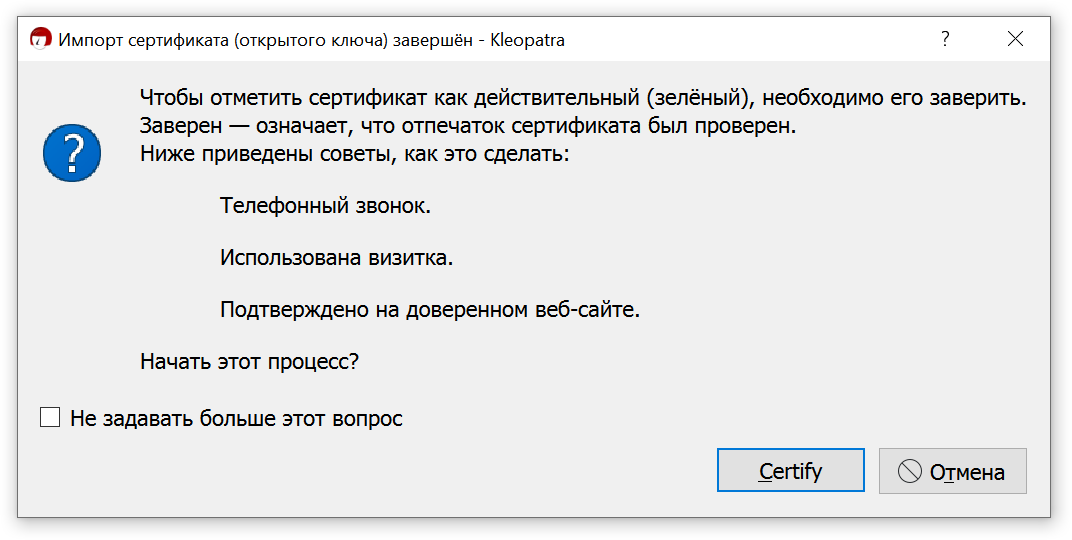 Импорт сертификата (открытого ключа) завершён - Kleopatra
?
Чтобы отметить сертификат как действительный (зелёный), необходимо его заверить.
Заверен — означает, что отпечаток сертификата был проверен.
Ниже приведены советы, как это сделать:
?
Телефонный звонок.
Использована визитка.
Подтверждено на доверенном веб-сайте.
Начать этот процесс?
Не задавать больше этот вопрос
Certify
Отмена